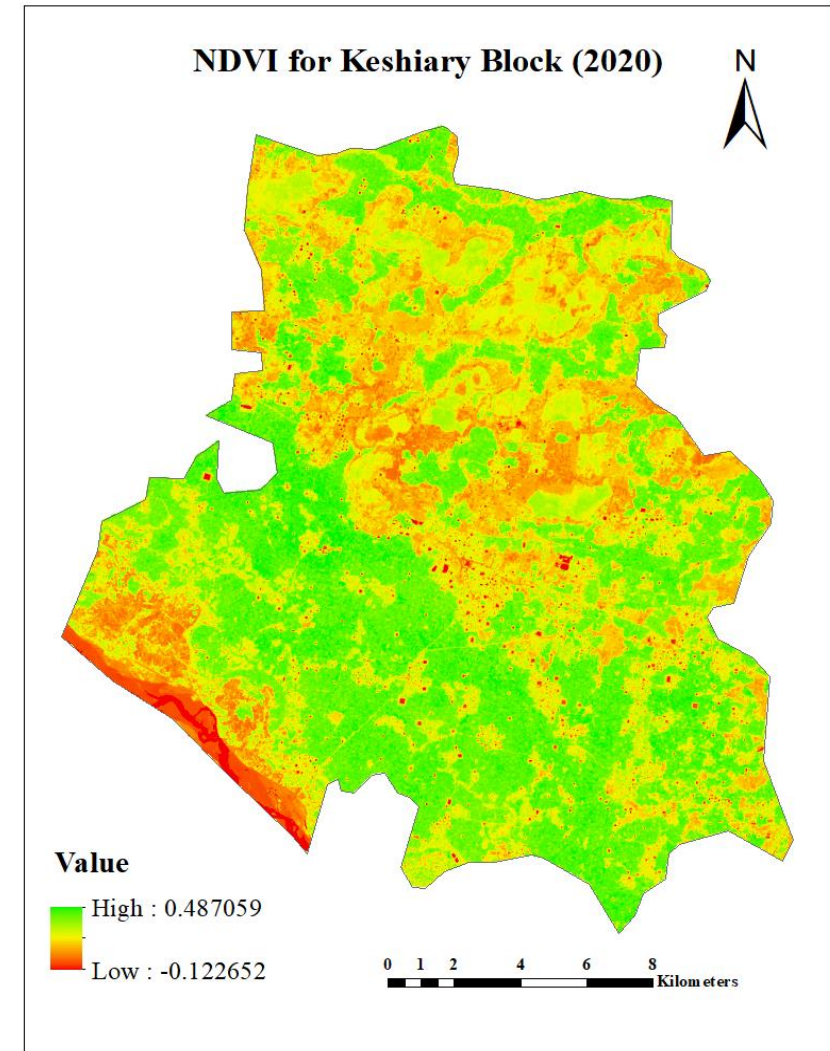 NDVI for Keshiary Block (2020)
N
Value
High : 0.487059
Low : -0.122652
0 1 2 4 6 8
Kilometers